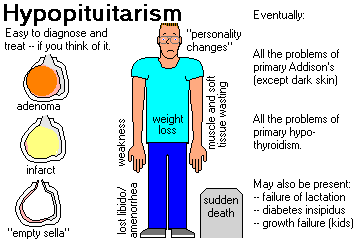 Hypopituitarism
Easy to diagnose and
treat -- if you think of it.
adenoma
infarct
"empty sella"
"personality
changes"
weakness
weight
loss
muscle and soft
tissue wasting
lost libido/
amenorrhea
sudden
death
Eventually:
All the problems of
primary Addison's
(except dark skin)
All the problems of
primary hypo-
thyroidism.
May also be present:
-- failure of lactation
-- diabetes insipidus
-- growth failure (kids)